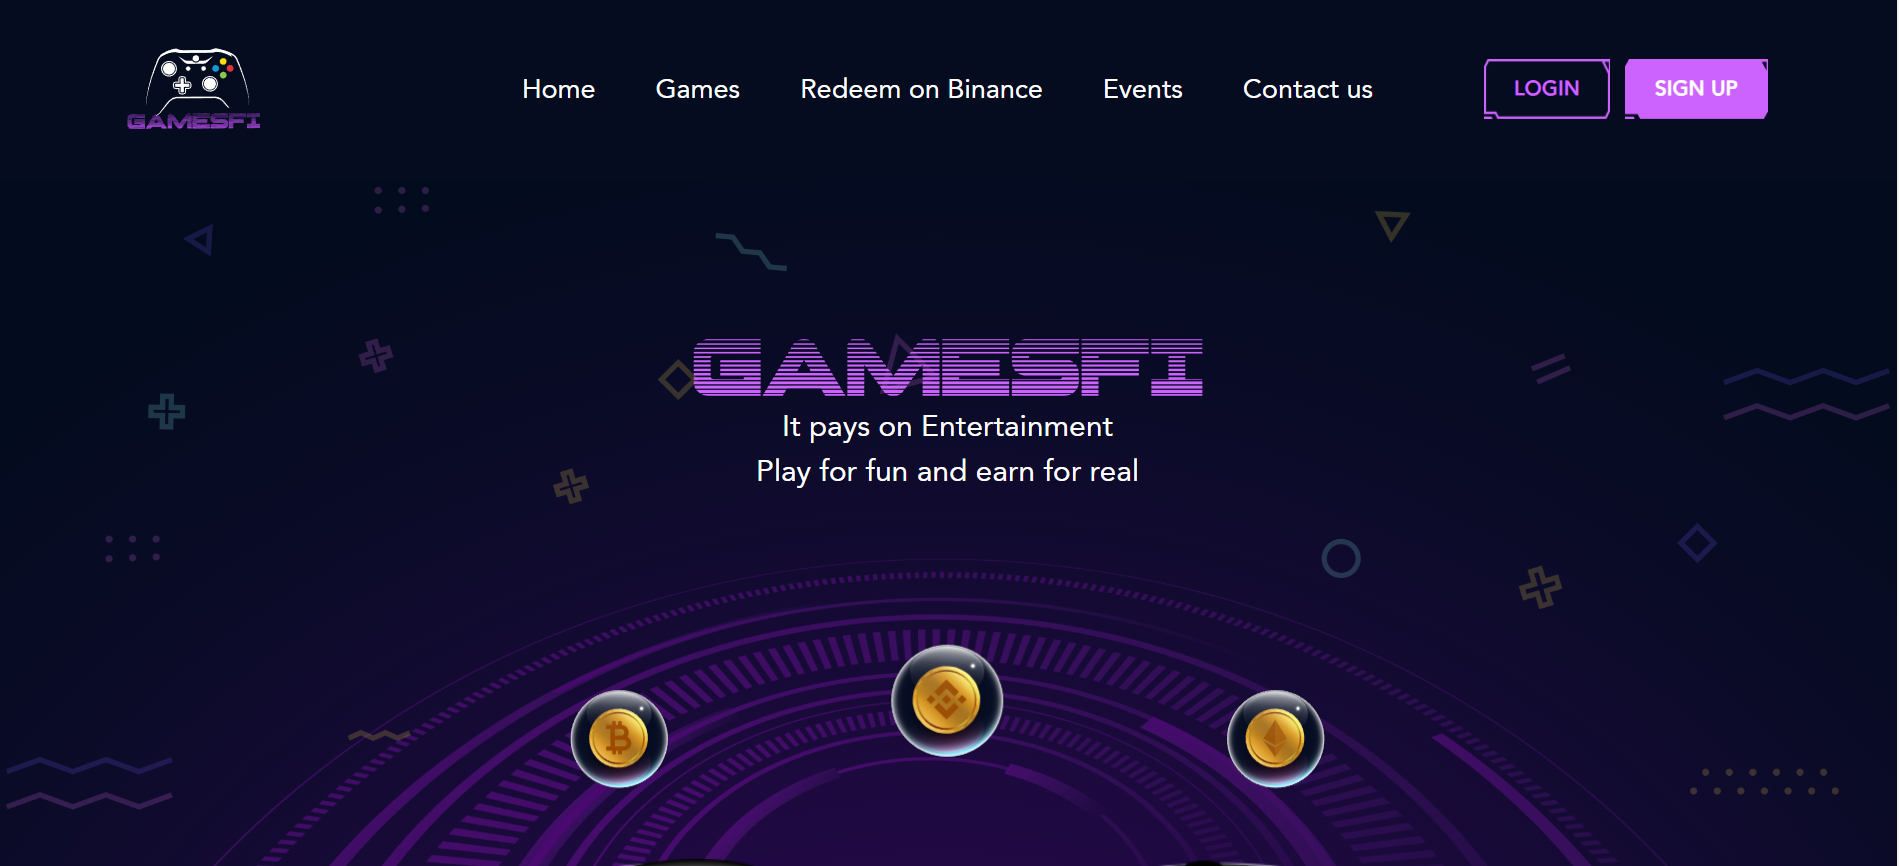 GAMESFI
Home
Games
Redeem on Binance
Events
Contact us
LOGIN
SIGN UP
GAMESFI
It pays on Entertainment
Play for fun and earn for real